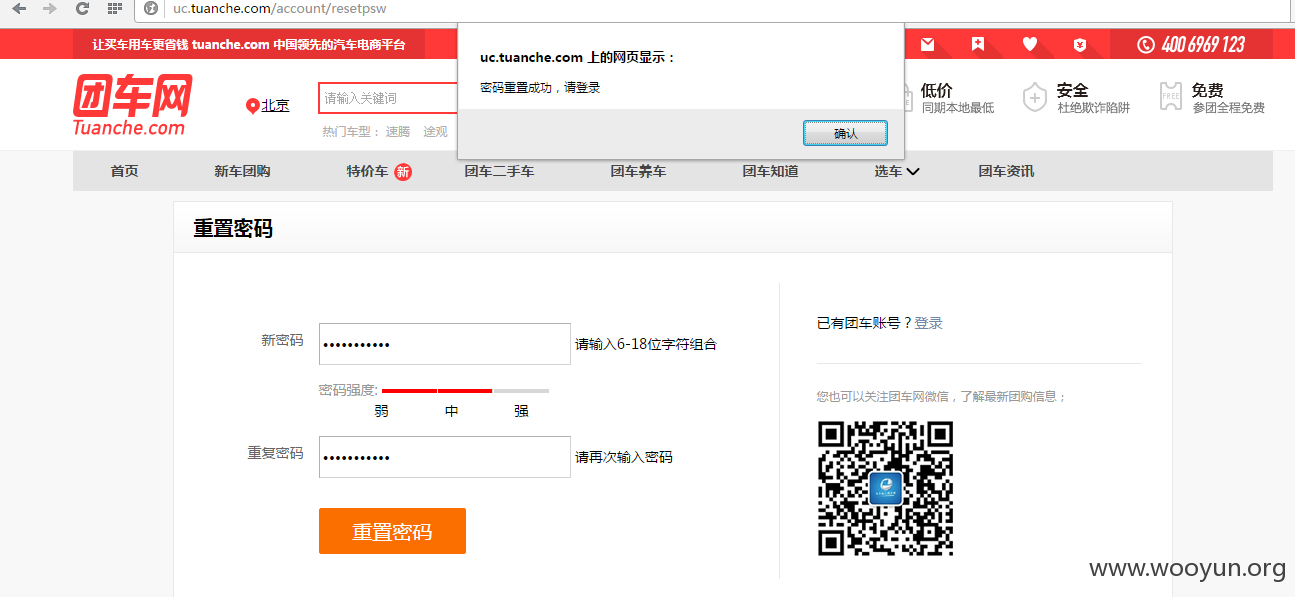 uc.tuanche.com/account/resetpsw
让买车用车更省钱 tuanche.com 中国领先的汽车电商平台
400 6969 123
uc.tuanche.com 上的网页显示：
密码重置成功，请登录
确认
团车网
Tuanche.com
北京
请输入关键词
热门车型： 速腾 途观
低价
同期本地最低
安全
杜绝欺诈陷阱
FREE
免费
参团全程免费
首页 新车团购 特价车 新 团车二手车 团车养车 团车知道 选车 团车资讯
重置密码
新密码
请输入6-18位字符组合
密码强度:
弱 中 强
重复密码
请再次输入密码
重置密码
已有团车账号？登录
您也可以关注团车网微信，了解最新团购信息；
www.wooyun.org